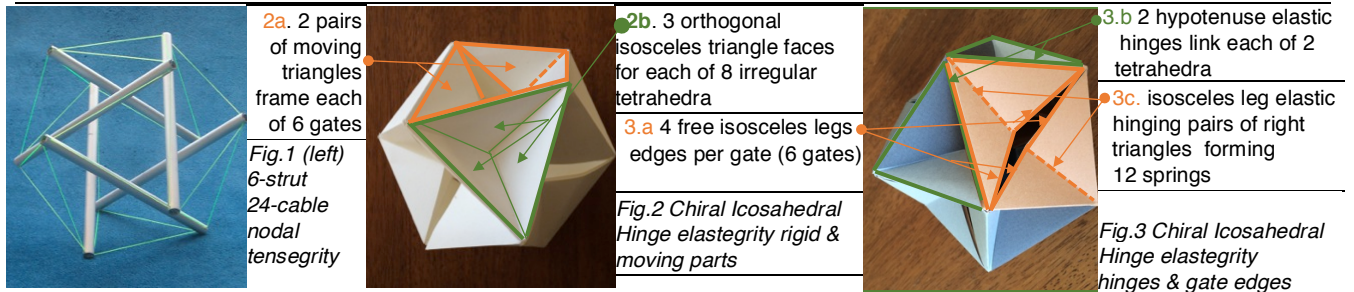 2a. 2 pairs
of moving
triangles
frame each
of 6 gates
Fig.1 (left)
6-strut
24-cable
nodal
tensegrity
2b. 3 orthogonal
isosceles triangle faces
for each of 8 irregular
tetrahedra
3.a 4 free isosceles legs
edges per gate (6 gates)
Fig.2 Chiral Icosahedral
Hinge elastegrity rigid &
moving parts
3.b 2 hypotenuse elastic
hinges link each of 2
tetrahedra
3c. isosceles leg elastic
hinging pairs of right
triangles forming
12 springs
Fig.3 Chiral Icosahedral
Hinge elastegrity
hinges & gate edges